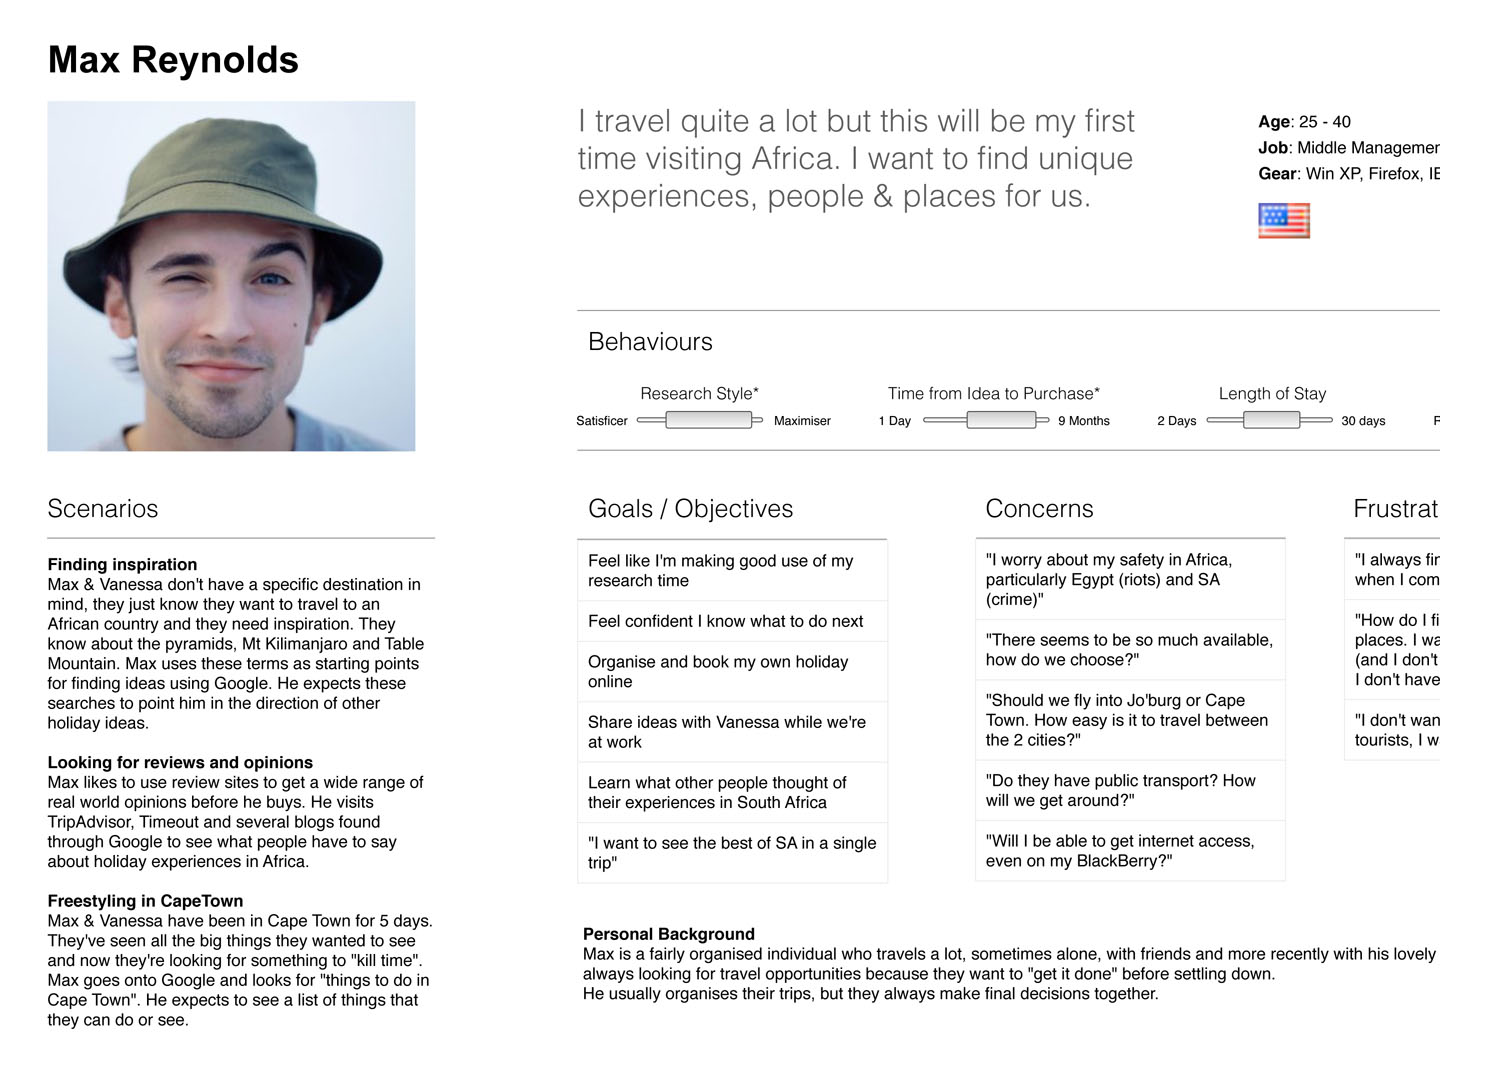 Max Reynolds
I travel quite a lot but this will be my first
time visiting Africa. I want to find unique
experiences, people & places for us.
Age: 25 - 40
Job: Middle
Gear: Win XP, Firefox,
Behaviours
Research Style*
Satisficer Maximiser
Time from Idea to Purchase*
1 Day 9 Months
Length of Stay
2 Days 30 days
Scenarios
Finding inspiration
Max & Vanessa don't have a specific destination in
mind, they just know they want to travel to an
African country and they need inspiration. They
know about the pyramids, Mt Kilimanjaro and Table
Mountain. Max uses these terms as starting points
for finding ideas using Google. He expects these
searches to point him in the direction of other
holiday ideas.
Looking for reviews and opinions
Max likes to use review sites to get a wide range of
real world opinions before he buys. He visits
TripAdvisor, Timeout and several blogs found
through Google to see what people have to say
about holiday experiences in Africa.
Freestyling in CapeTown
Max & Vanessa have been in Cape Town for 5 days.
They've seen all the big things they wanted to see
and now they're looking for something to "kill time".
Max goes onto Google and looks for "things to do in
Cape Town". He expects to see a list of things that
they can do or see.
Goals / Objectives
Feel like I'm making good use of my
research time
Feel confident I know what to do next
Organise and book my own holiday
online
Share ideas with Vanessa while we're
at work
Learn what other people thought of
their experiences in South Africa
"I want to see the best of SA in a single
trip"
Concerns
"I worry about my safety in Africa,
particularly Egypt (riots) and SA
(crime)"
"There seems to be so much available,
how do we choose?"
"Should we fly into Jo'burg or Cape
Town. How easy is it to travel between
the 2 cities?"
"Do they have public transport? How
will we get around?"
"Will I be able to get internet access,
even on my BlackBerry?"
"I always
when I
"How do I
places. I
(and I don't
I don't have
"I don't
tourists, I
Personal Background
Max is a fairly organised individual who travels a lot, sometimes alone, with friends and more recently with his lovely
always looking for travel opportunities because they want to "get it done" before settling down.
He usually organises their trips, but they always make final decisions together.